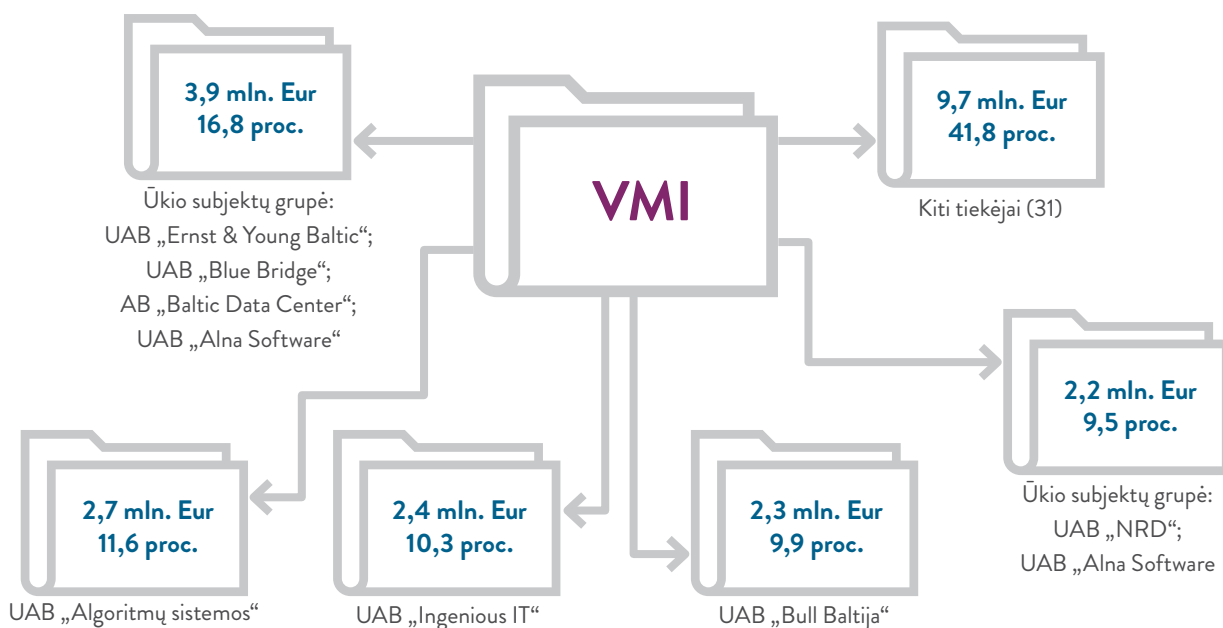 3,9 mln. Eur
16,8 proc.
Ūkio subjektų grupė:
UAB „Ernst & Young Baltic“;
UAB „Blue Bridge“;
AB „Baltic Data Center“;
UAB „Alna Software“
VMI
9,7 mln. Eur
41,8 proc.
Kiti tiekėjai (31)
2,7 mln. Eur
11,6 proc.
UAB „Algoritmų sistemos“
2,4 mln. Eur
10,3 proc.
UAB „Ingenious IT“
2,3 mln. Eur
9,9 proc.
UAB „Bull Baltija“
2,2 mln. Eur
9,5 proc.
Ūkio subjektų grupė:
UAB „NRD“;
UAB „Alna Software